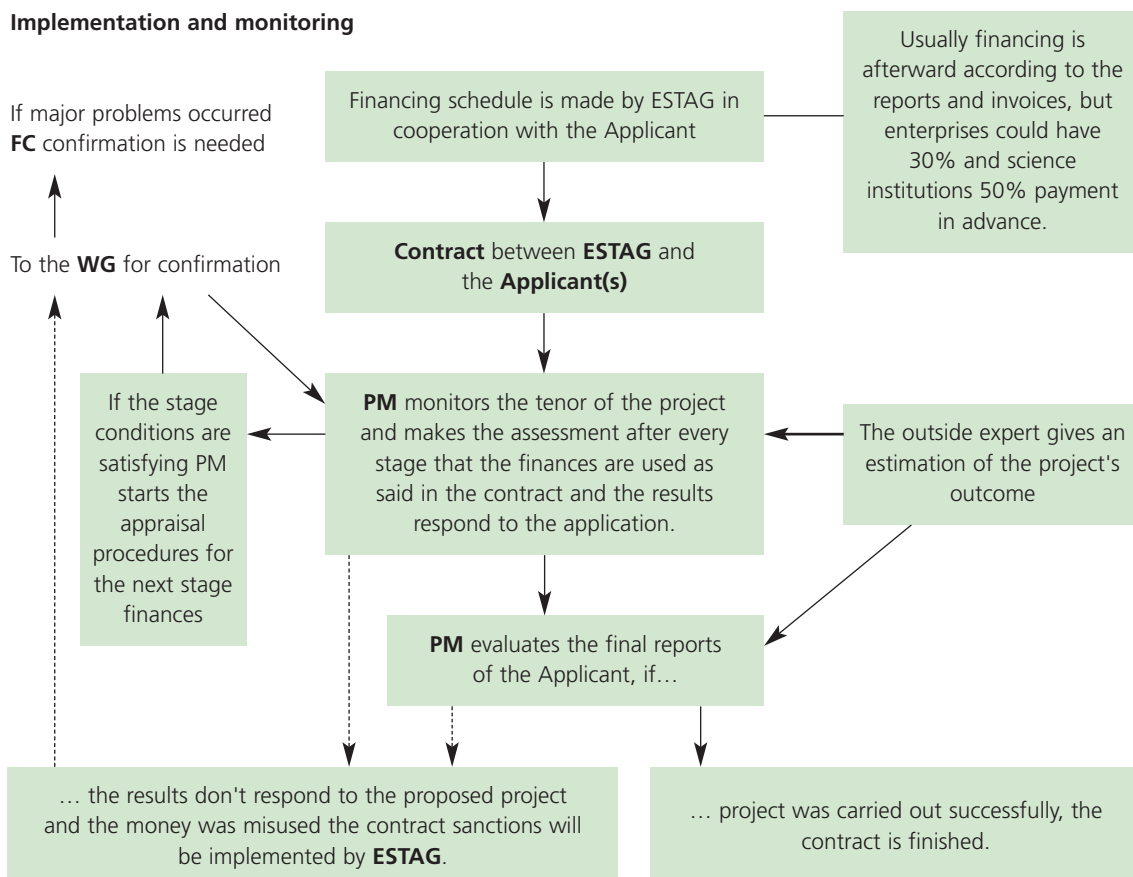 Implementation and monitoring
If major problems occurred
FC confirmation is needed
Financing schedule is made by ESTAG in
cooperation with the Applicant
Usually financing is
afterward according to the
reports and invoices, but
enterprises could have
30% and science
institutions 50% payment
in advance.
To the WG for confirmation
Contract between ESTAG and
the Applicant(s)
If the stage
conditions are
satisfying PM
starts the
appraisal
procedures for
the next stage
finances
PM monitors the tenor of the project
and makes the assessment after every
stage that the finances are used as
said in the contract and the results
respond to the application.
The outside expert gives an
estimation of the project's
outcome
PM evaluates the final reports
of the Applicant, if…
… the results don't respond to the proposed project
and the money was misused the contract sanctions will
be implemented by ESTAG.
… project was carried out successfully, the
contract is finished.